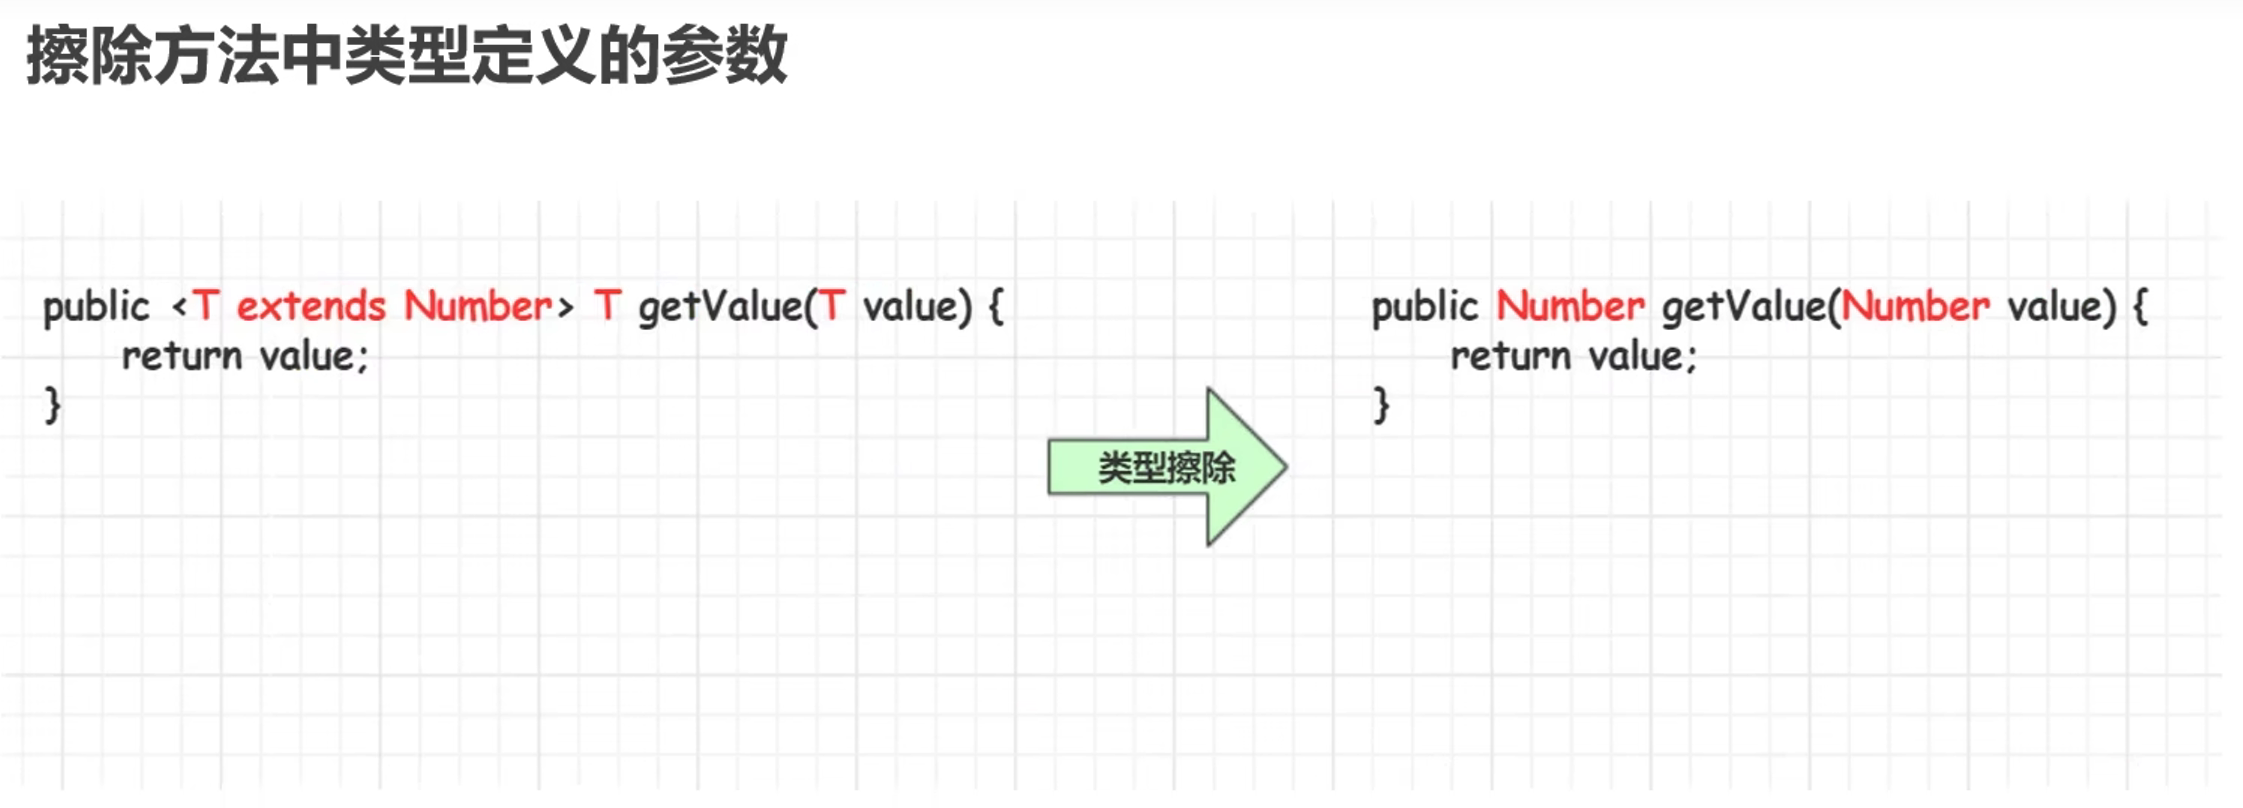 擦除方法中类型定义的参数
public <T extends Number> T getValue(T value) {
return value;
}
类型擦除
public Number getValue(Number value) {
return value;
}